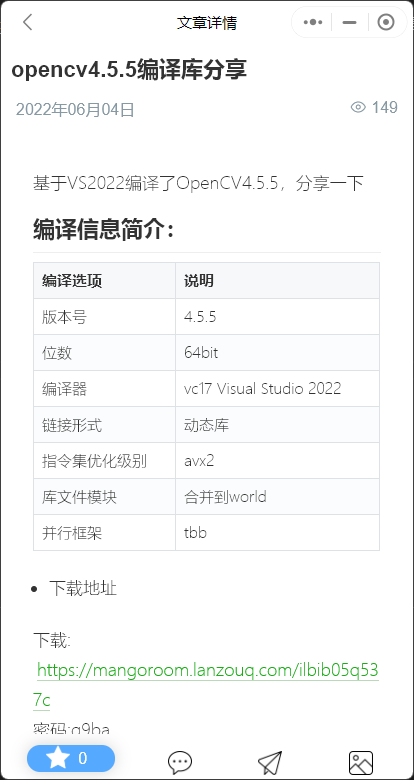 文章详情
opencv4.5.5编译库分享
2022年06月04日 149
基于VS2022编译了OpenCV4.5.5，分享一下
编译信息简介：
编译选项 说明
版本号 4.5.5
位数 64bit
编译器 vc17 Visual Studio 2022
链接形式 动态库
指令集优化级别 avx2
库文件模块 合并到world
并行框架 tbb
下载地址
下载:
https://mangoroom.lanzouq.com/ilbib05q53
7c
密码:g9ba
0